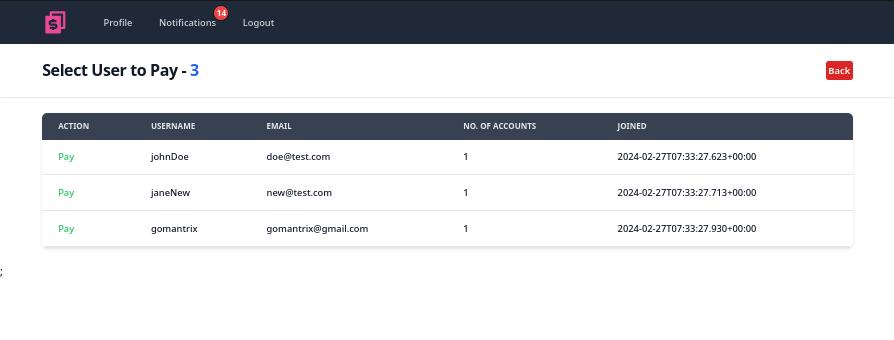 Profile Notifications 14 Logout
Select User to Pay - 3 Back
ACTION USERNAME EMAIL NO. OF ACCOUNTS JOINED
Pay johnDoe doe@test.com 1 2024-02-27T07:33:27.623+00:00
Pay janeNew new@test.com 1 2024-02-27T07:33:27.713+00:00
Pay gomantrix gomantrix@gmail.com 1 2024-02-27T07:33:27.930+00:00
;